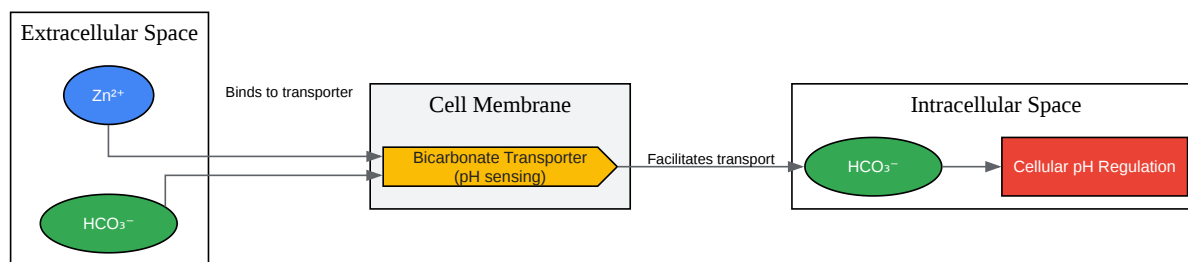 Extracellular Space
Zn²⁺
HCO₃⁻
Binds to transporter
Cell Membrane
Bicarbonate Transporter
(pH sensing)
Facilitates transport
Intracellular Space
HCO₃⁻
Cellular pH Regulation